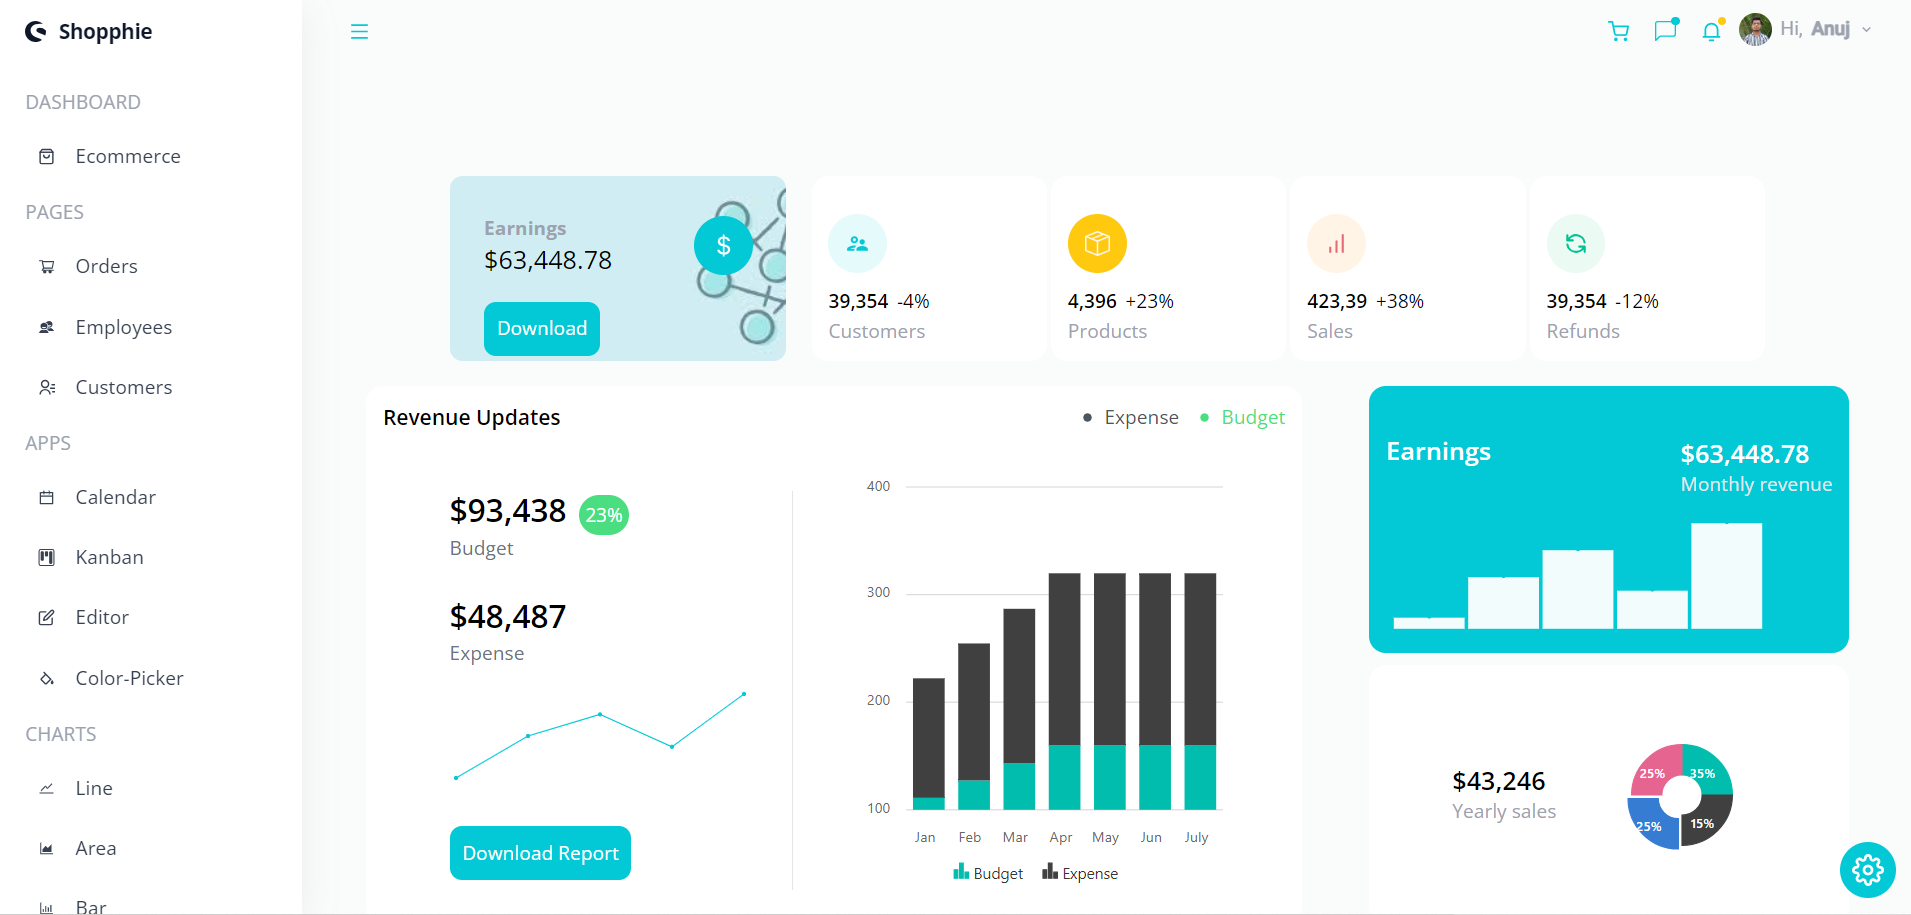 Shopphie
Hi, Anuj
DASHBOARD
Ecommerce
PAGES
Orders
Employees
Customers
APPS
Calendar
Kanban
Editor
Color-Picker
CHARTS
Line
Area
Bar
Earnings
$63,448.78
$
Download
39,354 -4%
Customers
4,396 +23%
Products
423,39 +38%
Sales
39,354 -12%
Refunds
Revenue Updates
Expense
Budget
$93,438 23%
Budget
$48,487
Expense
Download Report
400
300
200
100
Jan Feb Mar Apr May Jun July
Budget Expense
Earnings
$63,448.78
Monthly revenue
$43,246
Yearly sales
25% 35%
25% 15%